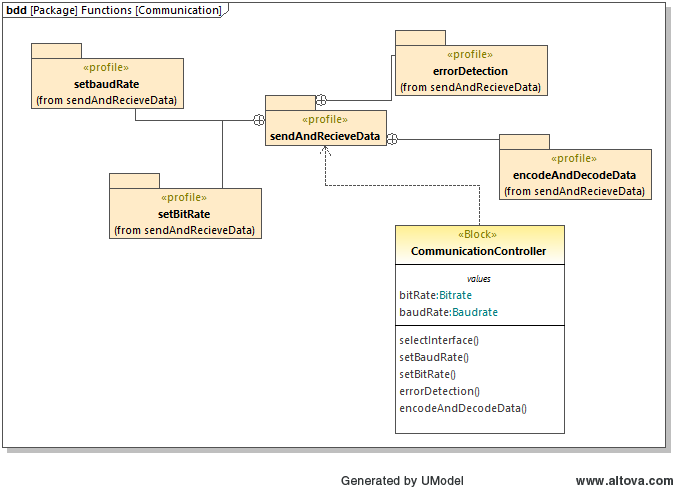 bdd [Package] Functions [Communication]
«profile»
setbaudRate
(from sendAndRecieveData)
«profile»
errorDetection
(from sendAndRecieveData)
«profile»
sendAndRecieveData
«profile»
encodeAndDecodeData
(from sendAndRecieveData)
«profile»
setBitRate
(from sendAndRecieveData)
«Block»
CommunicationController
values
bitRate:Bitrate
baudRate:Baudrate
selectInterface()
setBaudRate()
setBitRate()
errorDetection()
encodeAndDecodeData()
Generated by UModel
www.altova.com